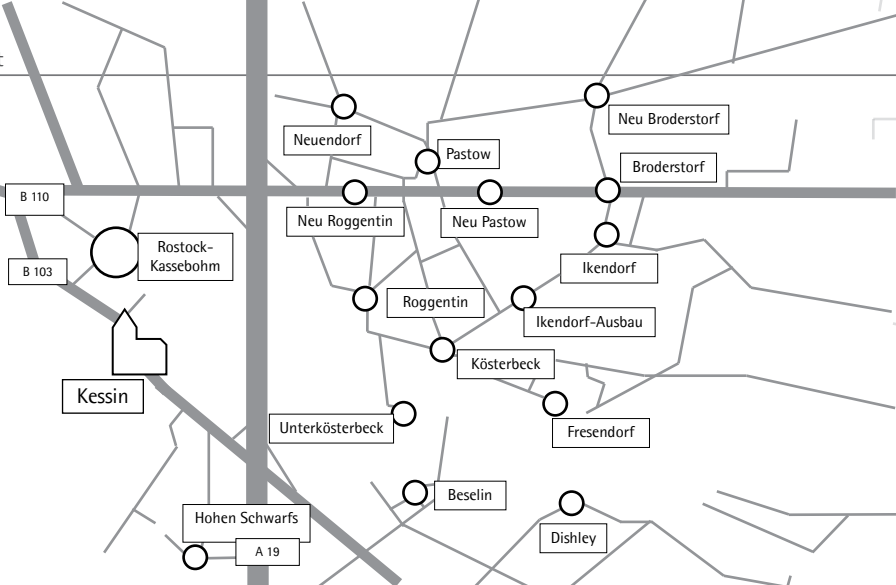 Neuendorf
Neu Broderstorf
Pastow
Broderstorf
B 110
Neu Roggentin
Neu Pastow
Rostock-
Kassebohm
B 103
Ikendorf
Roggentin
Ikendorf-Ausbau
Kösterbeck
Kessin
Unterkösterbeck
Fresendorf
Beselin
Hohen Schwarfs
Dishley
A 19